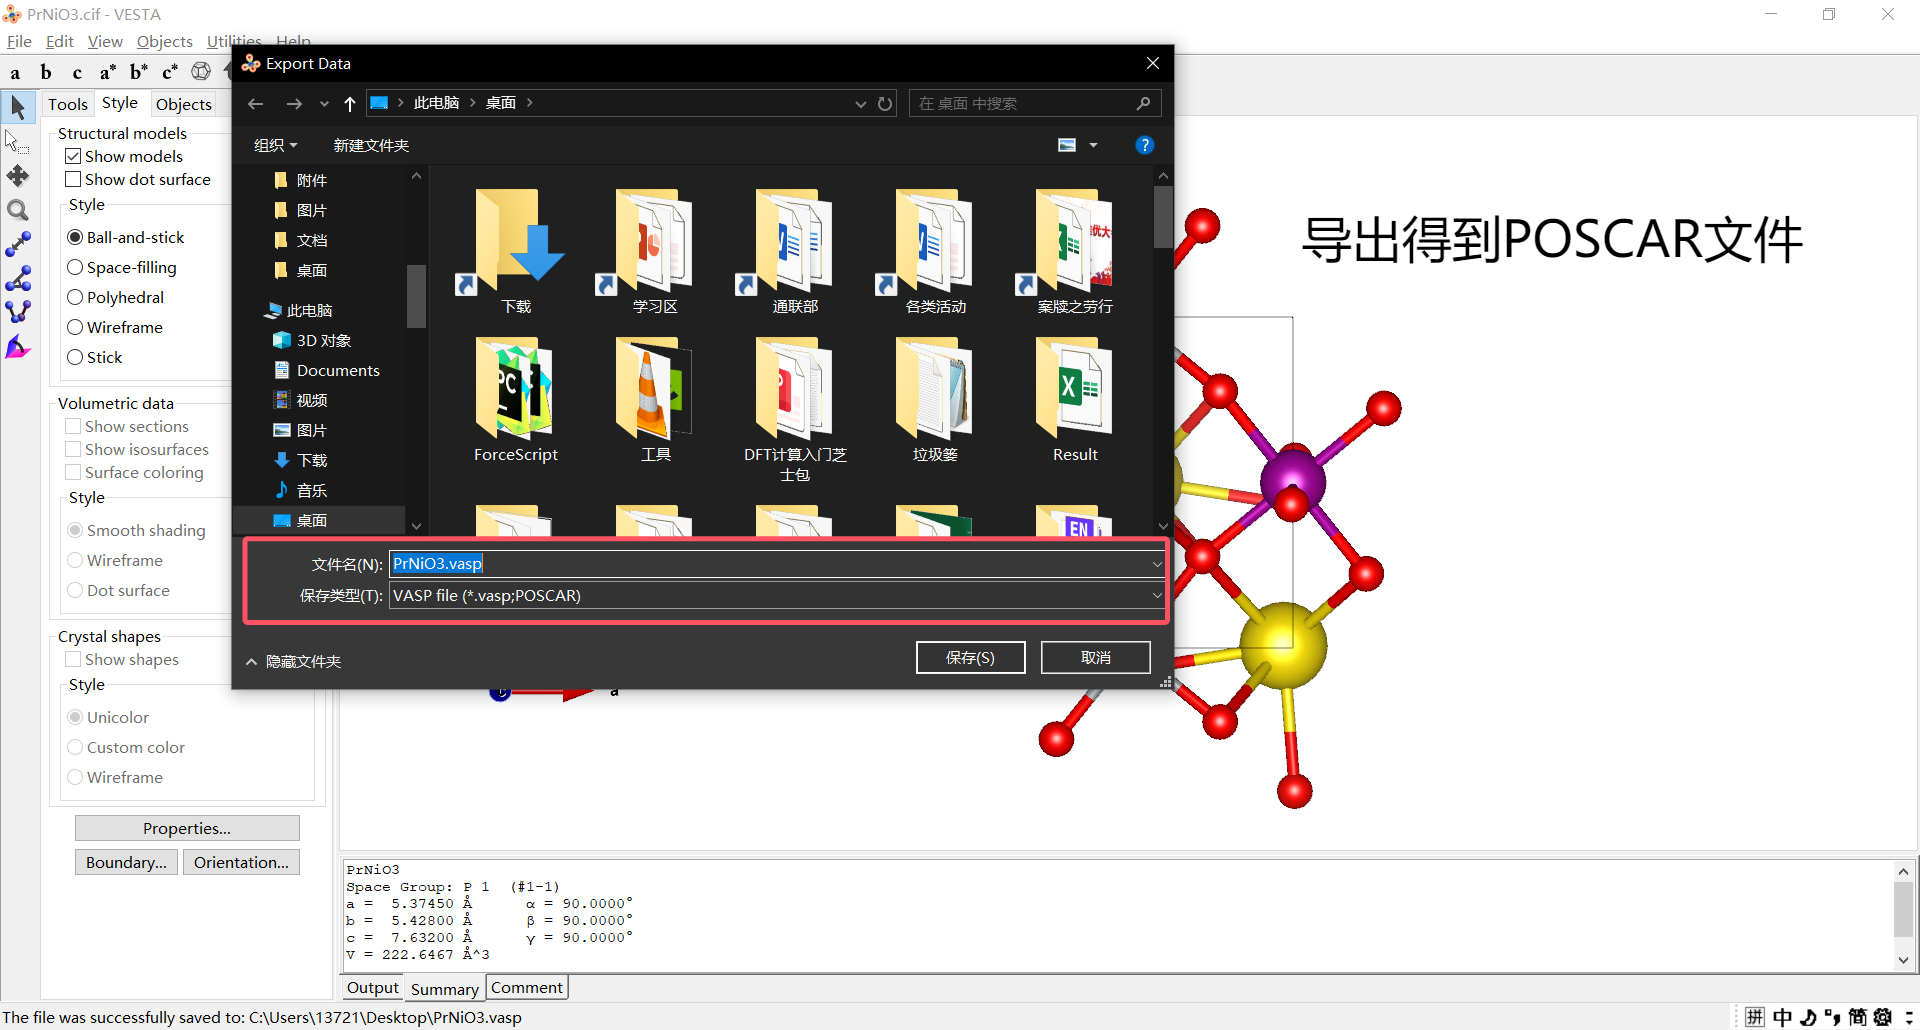 PrNiO3.cif - VESTA
File Edit View Objects Utilities Help
a b c a* b* c*
Tools Style Objects
Structural models
Show models
Show dot surface
Style
Ball-and-stick
Space-filling
Polyhedral
Wireframe
Stick
Volumetric data
Show sections
Show isosurfaces
Surface coloring
Style
Smooth shading
Wireframe
Dot surface
Crystal shapes
Show shapes
Style
Unicolor
Custom color
Wireframe
Properties...
Boundary... Orientation...
Export Data
此电脑 桌面
在 桌面 中搜索
组织 新建文件夹
附件
图片
文档
桌面
此电脑
3D 对象
Documents
视频
图片
下载
音乐
桌面
下载 学习区 通联部 各类活动 案牍之劳行
ForceScript 工具 DFT计算入门芝士包 垃圾篓 Result
EN
文件名(N): PrNiO3.vasp
保存类型(T): VASP file (*.vasp;POSCAR)
隐藏文件夹 保存(S) 取消
导出得到POSCAR文件
a
PrNiO3
Space Group: P 1 (#1-1)
a = 5.37450 Å α = 90.0000°
b = 5.42800 Å β = 90.0000°
c = 7.63200 Å γ = 90.0000°
V = 222.6467 Å^3
Output Summary Comment
The file was successfully saved to: C:\Users\13721\Desktop\PrNiO3.vasp
拼 中 简